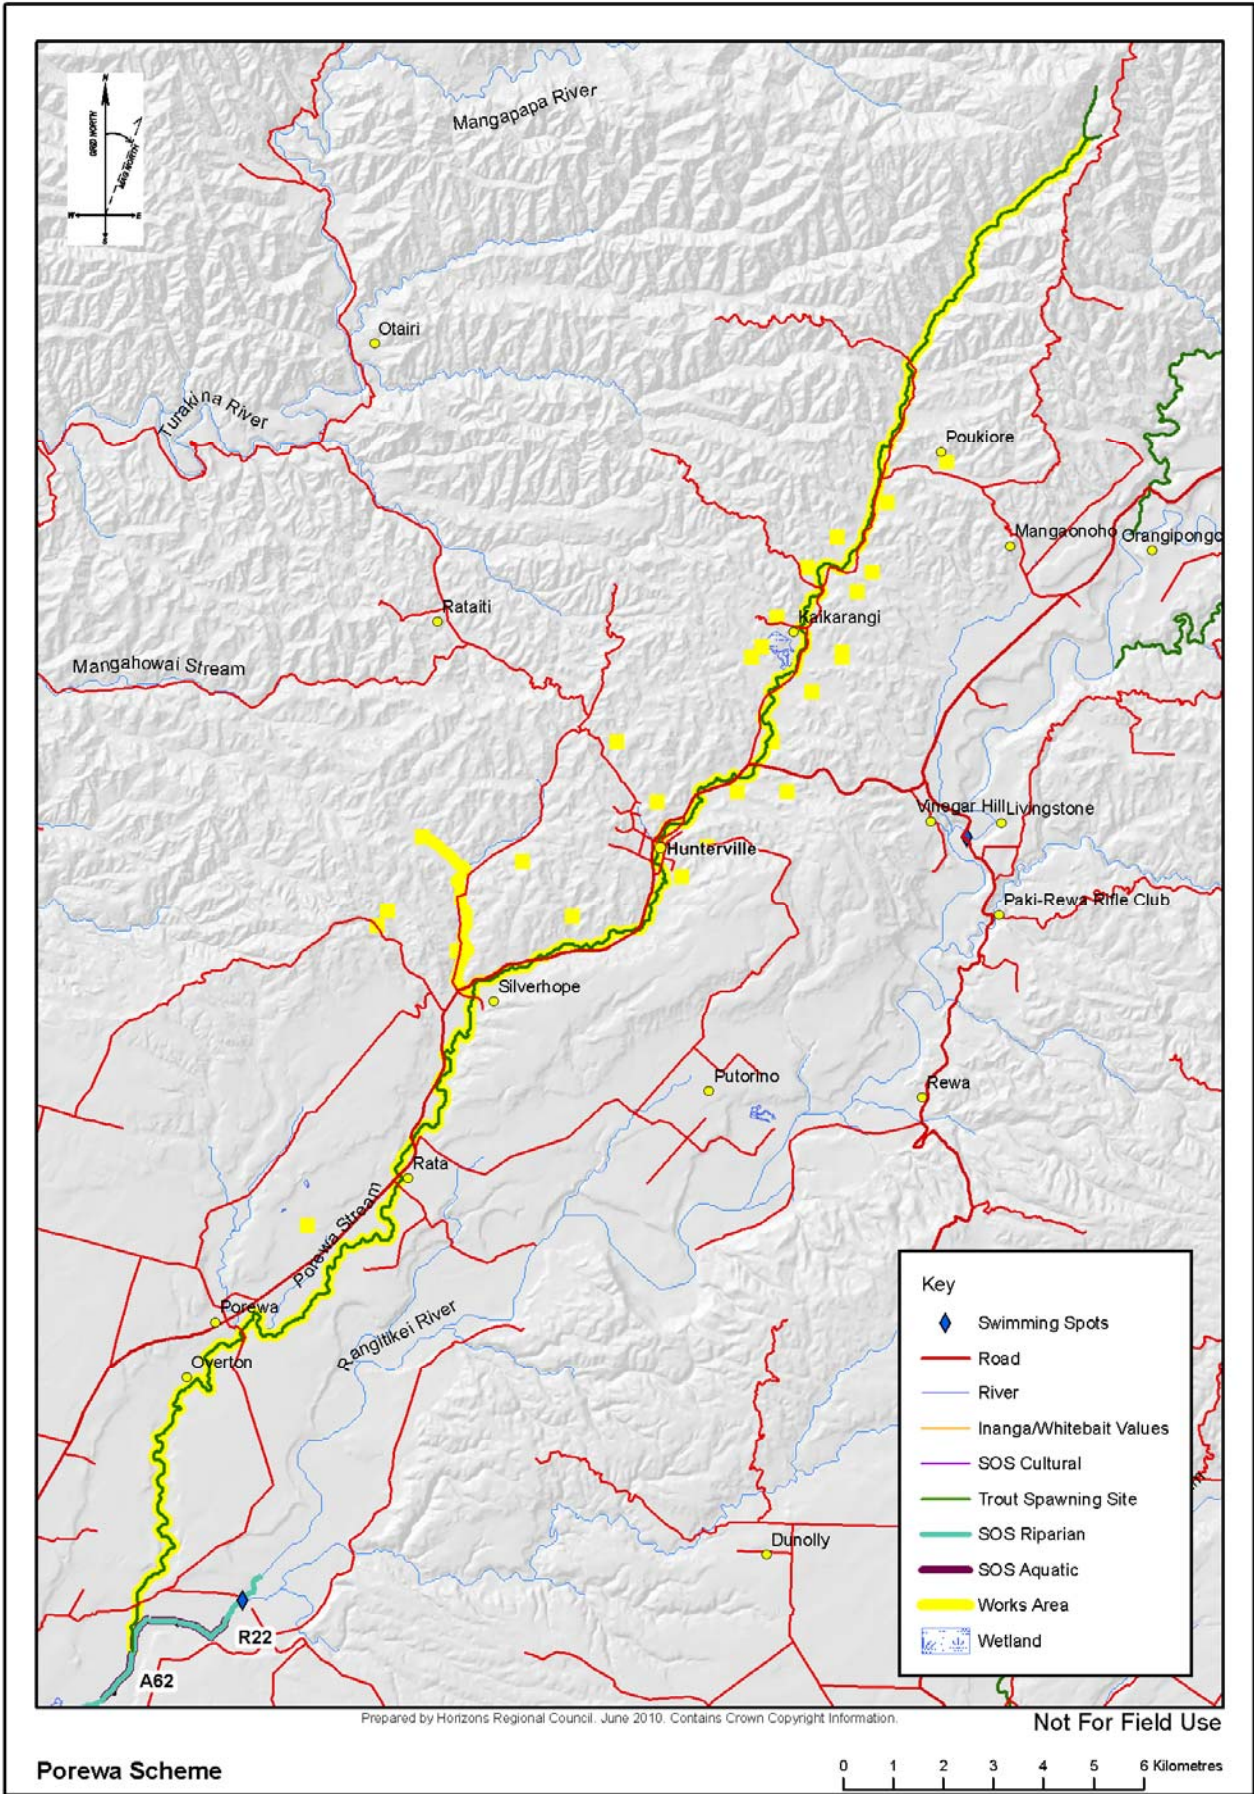 N
GRID NORTH
MAG NORTH
W
E
S
Mangapapa River
Otairi
Turakina River
Poukiore
Mangaonoho
Orangipongo
Rataiti
Kaikarangi
Mangahowai Stream
Vinegar Hill
Livingstone
Hunterville
Paki-Rewa Rifle Club
Silverhope
Putorino
Rewa
Rata
Porewa Stream
Porewa
Rangitikei River
Overton
Dunolly
R22
A62
Key
Swimming Spots
Road
River
Inanga/Whitebait Values
SOS Cultural
Trout Spawning Site
SOS Riparian
SOS Aquatic
Works Area
Wetland
Prepared by Horizons Regional Council. June 2010. Contains Crown Copyright Information.
Not For Field Use
Porewa Scheme
0 1 2 3 4 5 6 Kilometres